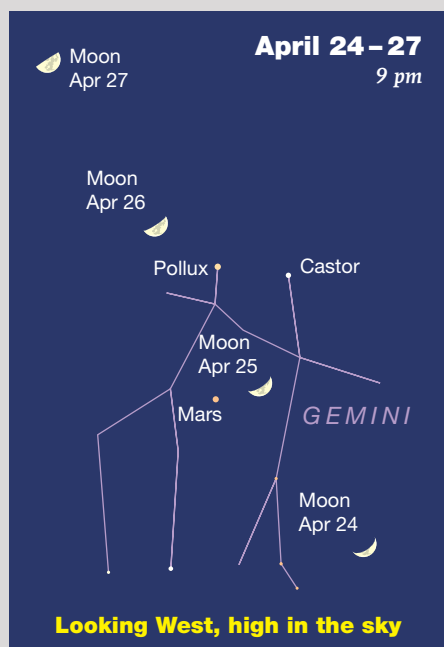 April 24–27
9 pm
Moon
Apr 27
Moon
Apr 26
Pollux
Castor
Moon
Apr 25
Mars
GEMINI
Moon
Apr 24
Looking West, high in the sky